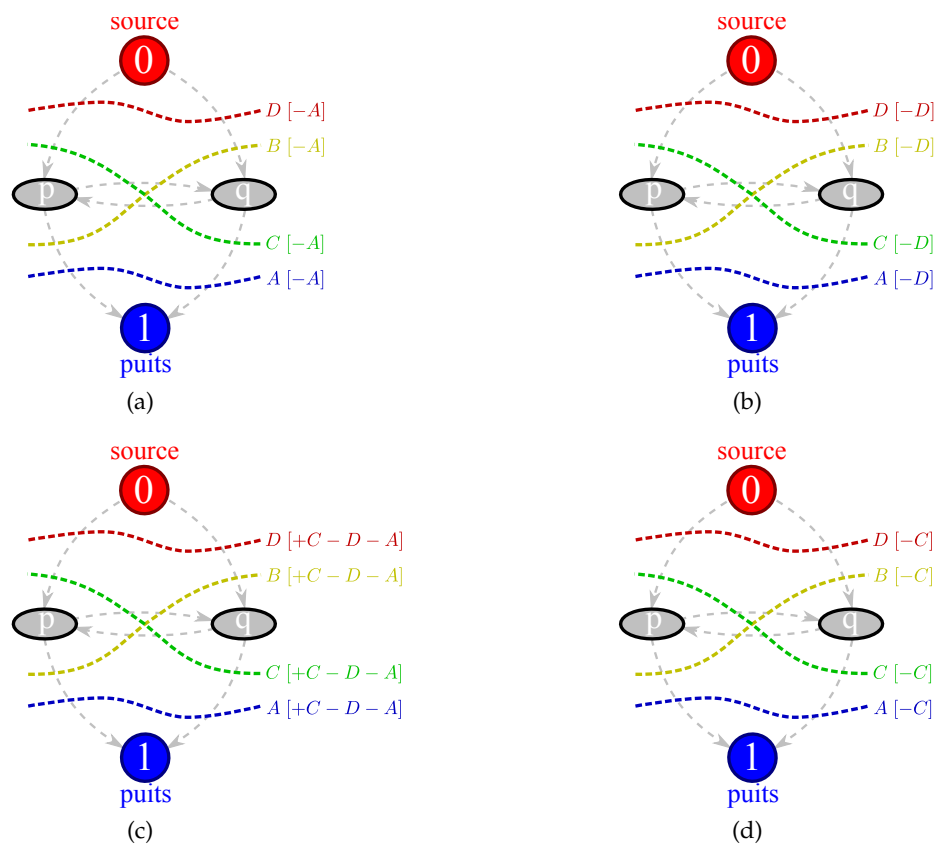 source source
0 0
D [−A] D [−D]
B [−A] B [−D]
p q p q
C [−A] C [−D]
A [−A] A [−D]
1 1
puits puits
(a) (b)
source source
0 0
D [+C − D − A] D [−C]
B [+C − D − A] B [−C]
p q p q
C [+C − D − A] C [−C]
A [+C − D − A] A [−C]
1 1
puits puits
(c) (d)